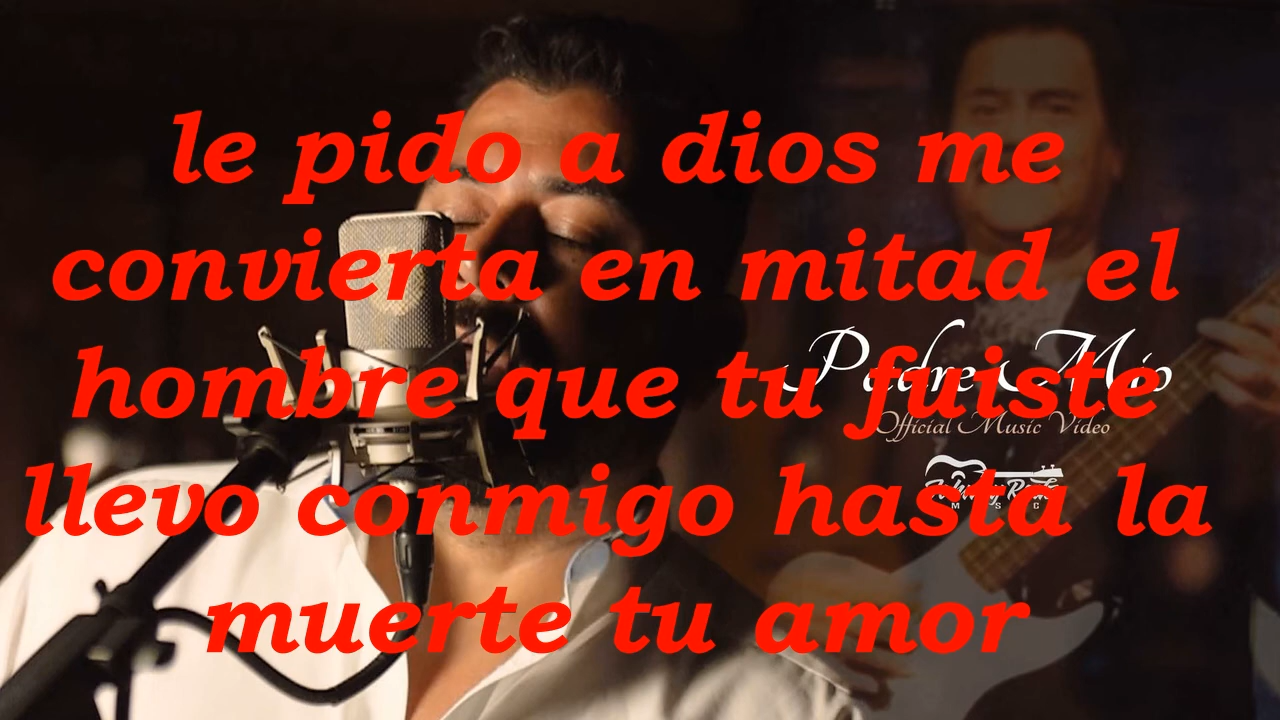 le pido a dios me
convierta en mitad el
hombre que tu fuiste
llevo conmigo hasta la
muerte tu amor
Padre Mio
Official Music Video